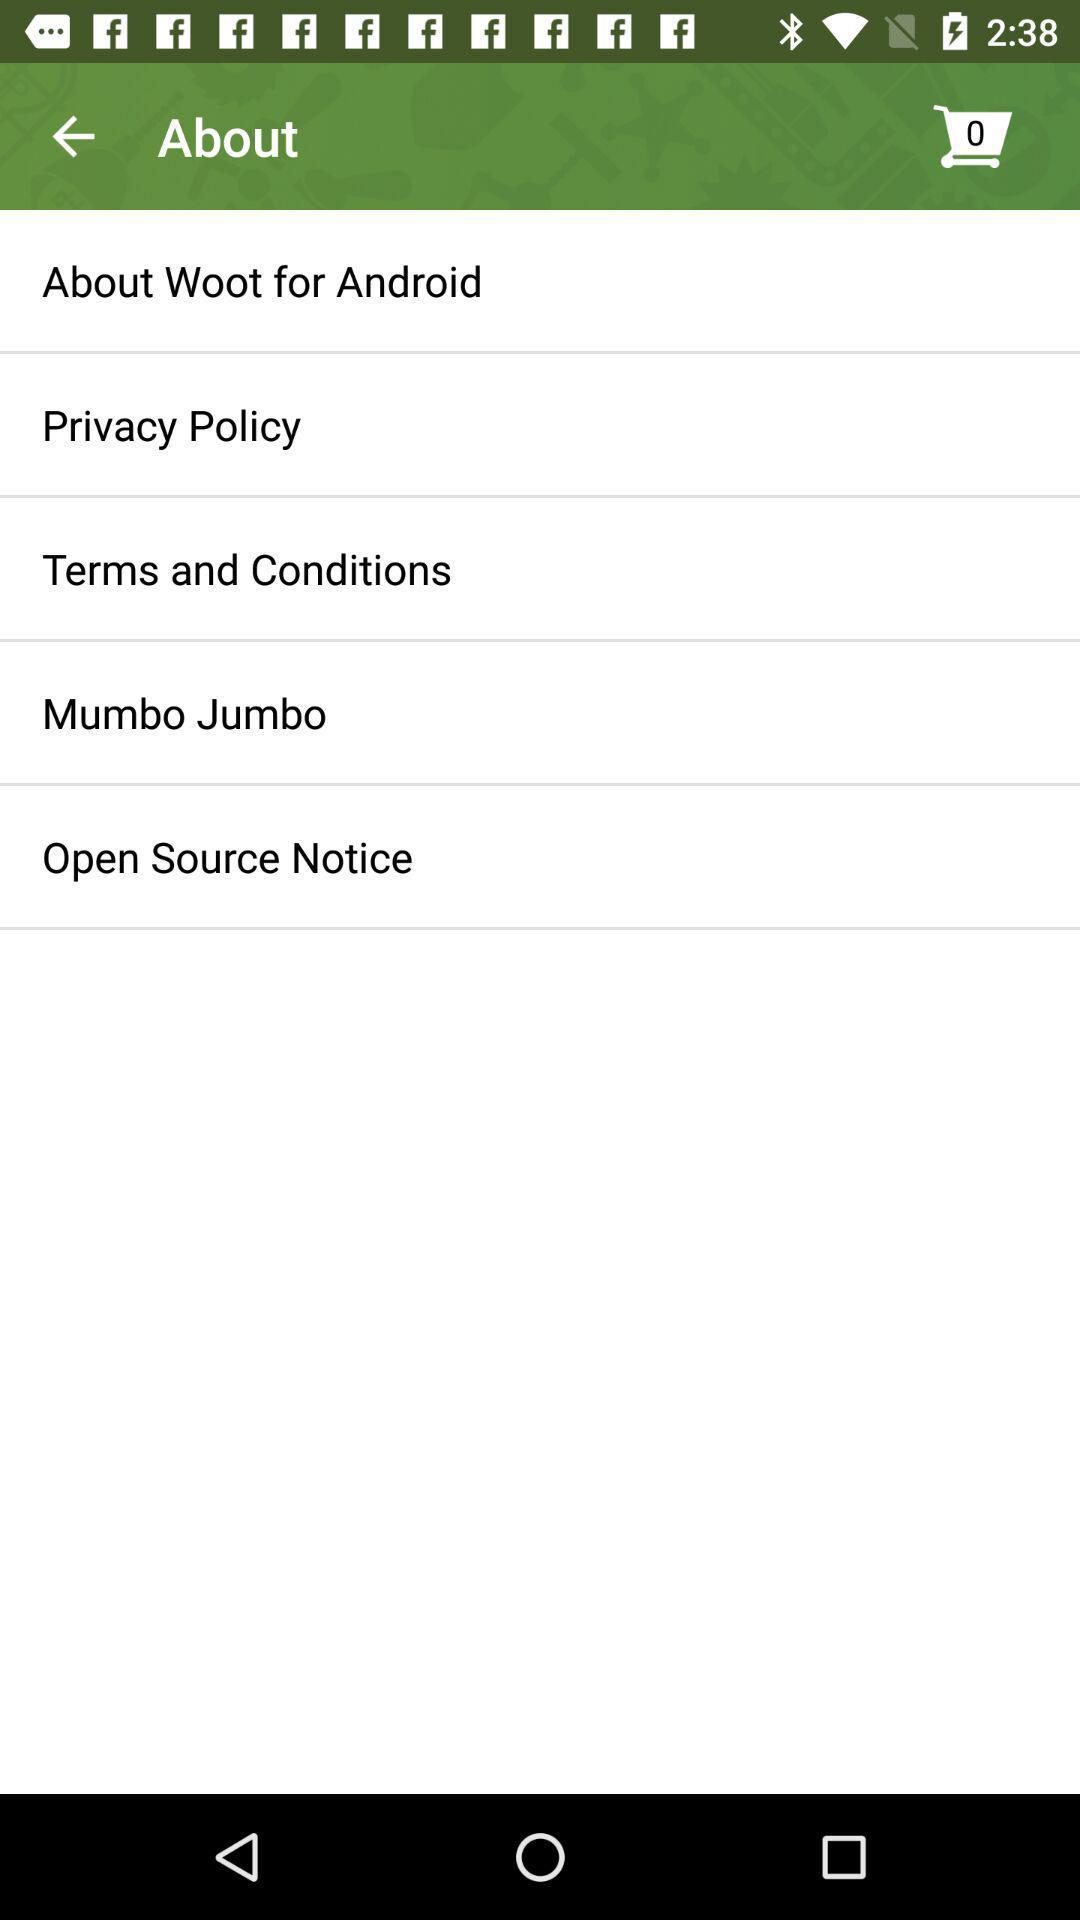 2:38
About
0
About Woot for Android
Privacy Policy
Terms and Conditions
Mumbo Jumbo
Open Source Notice